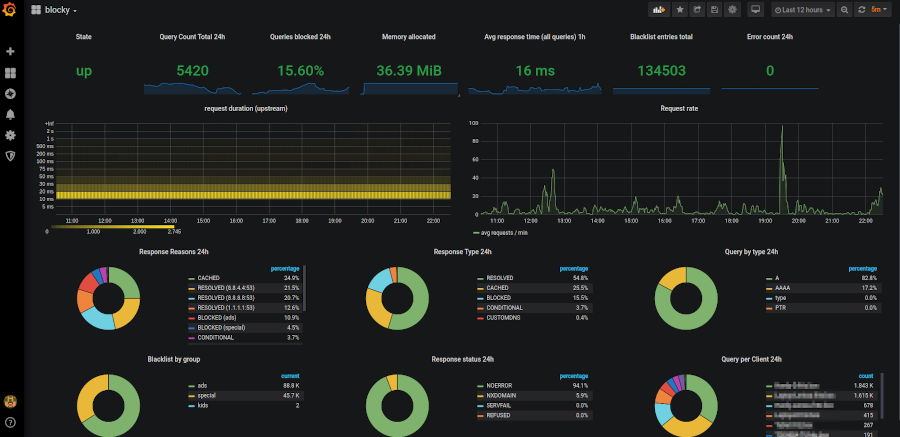 blocky
Last 12 hours
5m
State
up
Query Count Total 24h
5420
Queries blocked 24h
15.60%
Memory allocated
36.39 MiB
Avg response time (all queries) 1h
16 ms
Blacklist entries total
134503
Error count 24h
0
request duration (upstream)
+Inf
2 s
1 s
500 ms
200 ms
100 ms
75 ms
50 ms
30 ms
20 ms
10 ms
5 ms
11:00 12:00 13:00 14:00 15:00 16:00 17:00 18:00 19:00 20:00 21:00 22:00
0 1.000 2.000 2.745
Request rate
100
80
60
40
20
0
11:00 12:00 13:00 14:00 15:00 16:00 17:00 18:00 19:00 20:00 21:00 22:00
avg requests / min
Response Reasons 24h
percentage
CACHED 24.9%
RESOLVED (8.8.4.4:53) 21.5%
RESOLVED (8.8.8.8:53) 20.7%
RESOLVED (1.1.1.1:53) 12.6%
BLOCKED (ads) 10.9%
BLOCKED (special) 4.5%
CONDITIONAL 3.7%
Response Type 24h
percentage
RESOLVED 54.8%
CACHED 25.5%
BLOCKED 15.5%
CONDITIONAL 3.7%
CUSTOMDNS 0.4%
Query by type 24h
percentage
A 82.8%
AAAA 17.2%
type 0.0%
PTR 0.0%
Blacklist by group
current
ads 88.8 K
special 45.7 K
kids 2
Response status 24h
percentage
NOERROR 94.1%
NXDOMAIN 5.9%
SERVFAIL 0.0%
REFUSED 0.0%
Query per Client 24h
count
1.843 K
1.615 K
678
415
267
191